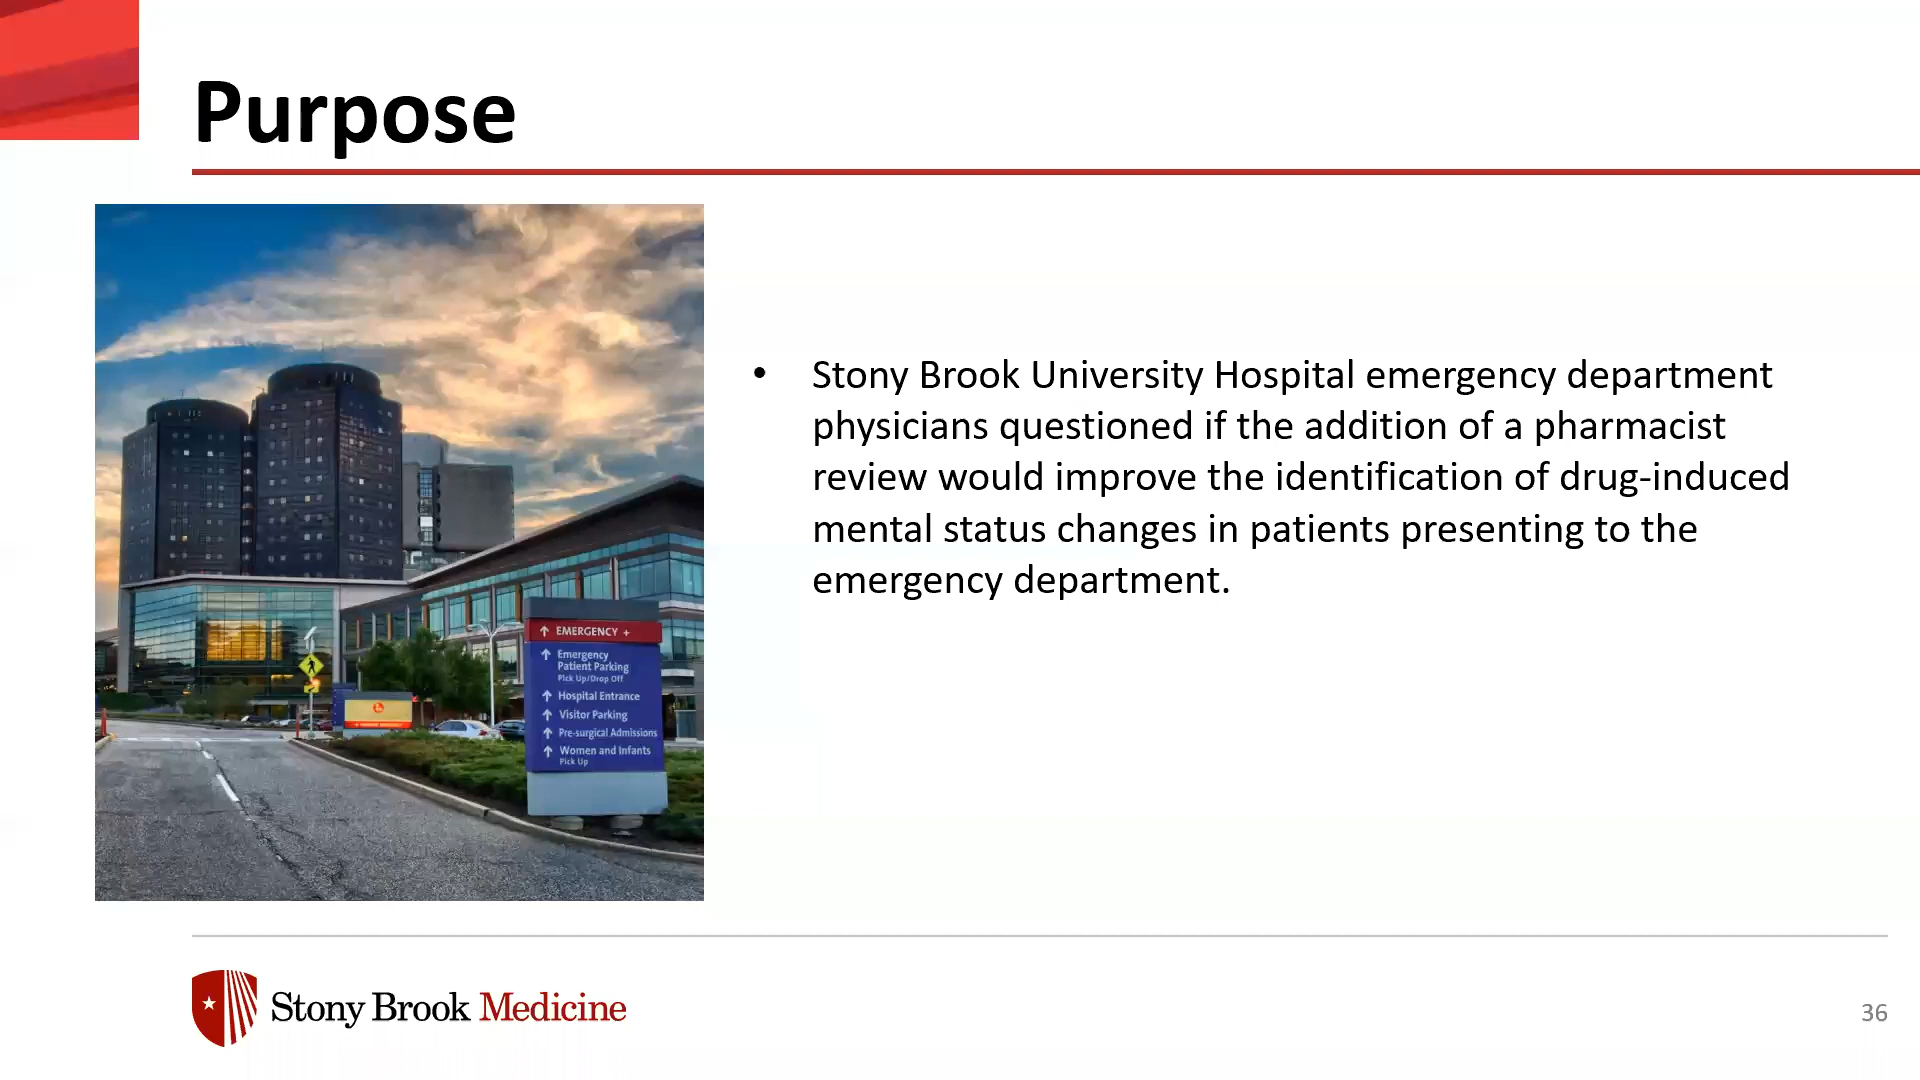 Purpose
• Stony Brook University Hospital emergency department
physicians questioned if the addition of a pharmacist
review would improve the identification of drug-induced
mental status changes in patients presenting to the
emergency department.
↑ EMERGENCY +
↑ Emergency
Patient Parking
Pick Up/Drop Off
↑ Hospital Entrance
↑ Visitor Parking
↑ Pre-surgical Admissions
↑ Women and Infants
Pick Up
Stony Brook Medicine
36